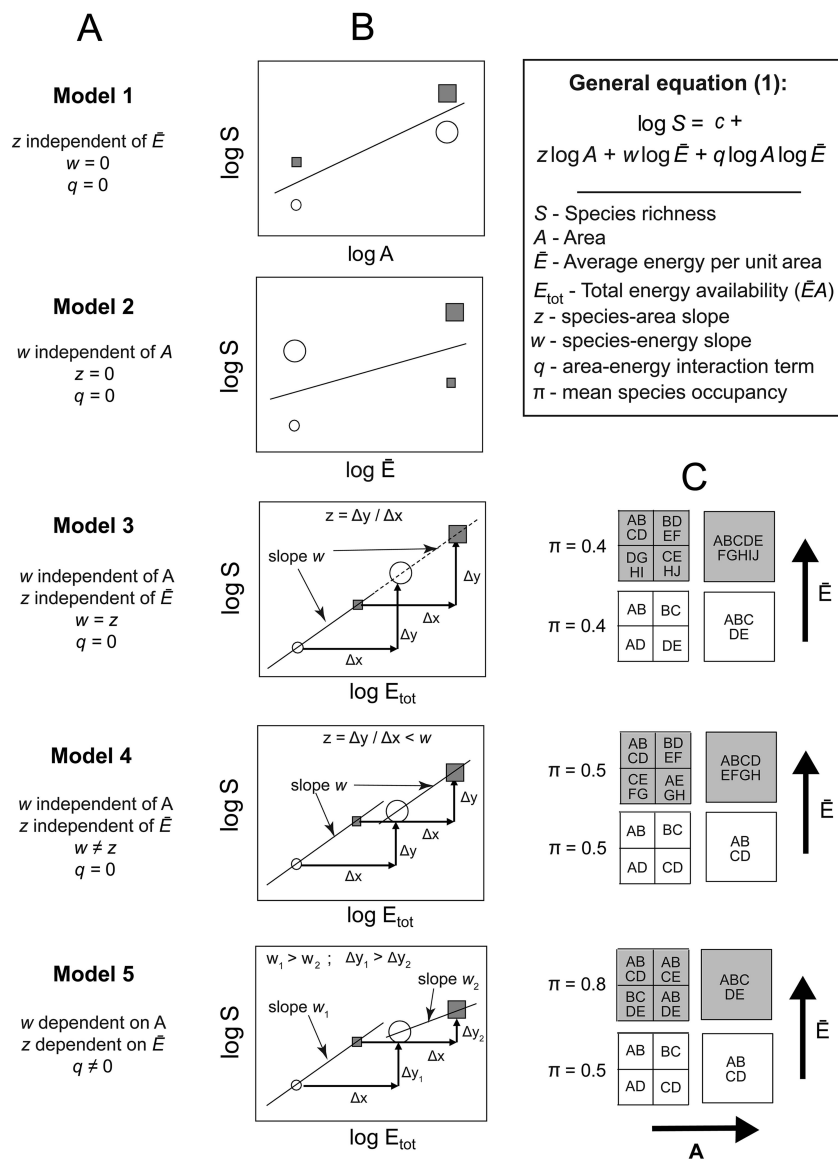 A
B
Model 1
z independent of Ē
w = 0
q = 0
log S
log A
General equation (1):
log S = c +
z log A + w log Ē + q log A log Ē
S - Species richness
A - Area
Ē - Average energy per unit area
E_tot - Total energy availability (ĒA)
z - species-area slope
w - species-energy slope
q - area-energy interaction term
π - mean species occupancy
Model 2
w independent of A
z = 0
q = 0
log S
log Ē
C
Model 3
w independent of A
z independent of Ē
w = z
q = 0
log S
z = Δy / Δx
slope w
Δy
Δx
Δy
Δx
log E_tot
π = 0.4
AB CD
BD EF
DG HI
CE HJ
ABCDE
FGHIJ
π = 0.4
AB
BC
AD
DE
ABC
DE
Ē
Model 4
w independent of A
z independent of Ē
w ≠ z
q = 0
log S
z = Δy / Δx < w
slope w
Δy
Δx
Δy
Δx
log E_tot
π = 0.5
AB CD
BD EF
CE FG
AE GH
ABCD
EFGH
π = 0.5
AB
BC
AD
CD
AB
CD
Ē
Model 5
w dependent on A
z dependent on Ē
q ≠ 0
log S
w₁ > w₂ ; Δy₁ > Δy₂
slope w₂
slope w₁
Δy₂
Δx
Δy₁
Δx
log E_tot
π = 0.8
AB CD
AB CE
BC DE
AB DE
ABC
DE
π = 0.5
AB
BC
AD
CD
AB
CD
Ē
A